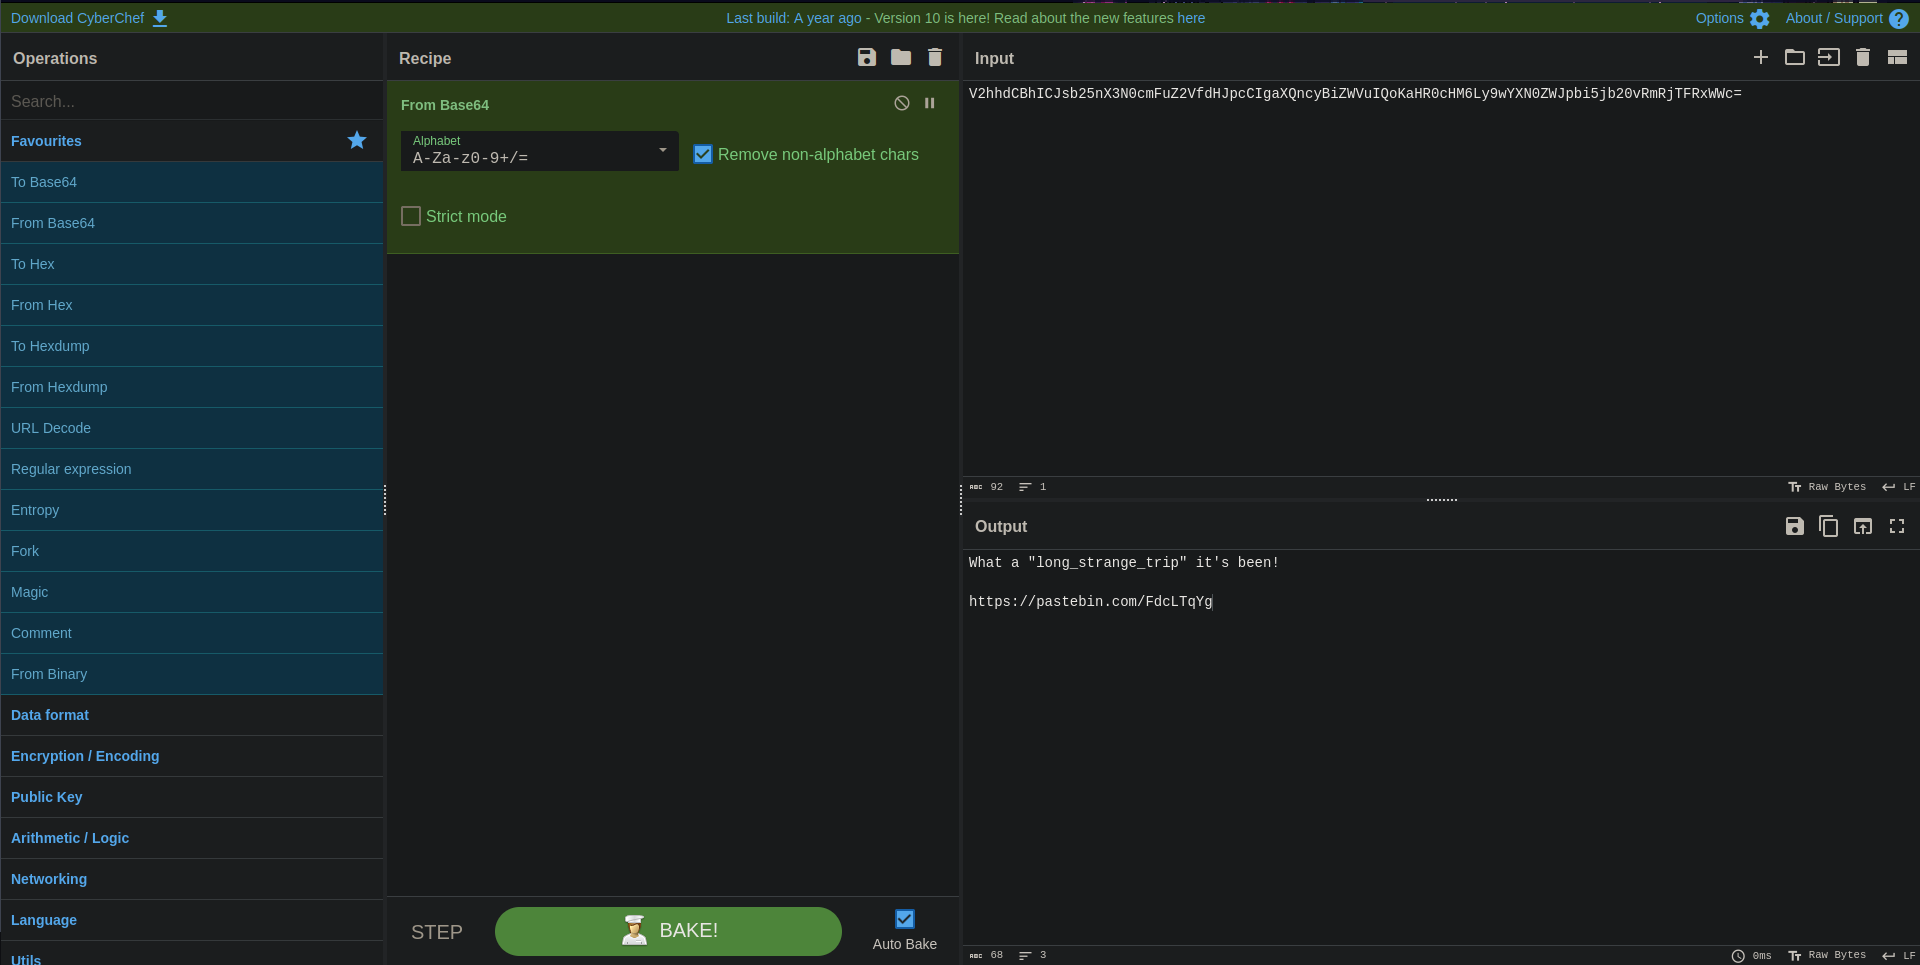 Download CyberChef
Last build: A year ago - Version 10 is here! Read about the new features here
Options
About / Support
Operations
Search...
Favourites
To Base64
From Base64
To Hex
From Hex
To Hexdump
From Hexdump
URL Decode
Regular expression
Entropy
Fork
Magic
Comment
From Binary
Data format
Encryption / Encoding
Public Key
Arithmetic / Logic
Networking
Language
Utils
Recipe
From Base64
Alphabet
A-Za-z0-9+/=
Remove non-alphabet chars
Strict mode
STEP
BAKE!
Auto Bake
Input
V2hhdCBhICJsb25nX3N0cmFuZ2VfdHJpcCIgaXQncyBiZWVuIQoKaHR0cHM6Ly9wYXN0ZWJpbi5jb20vRmRjTFRxWWc=
ABC 92 1
Raw Bytes LF
Output
What a "long_strange_trip" it's been!
https://pastebin.com/FdcLTqYg
ABC 68 3
0ms Raw Bytes LF